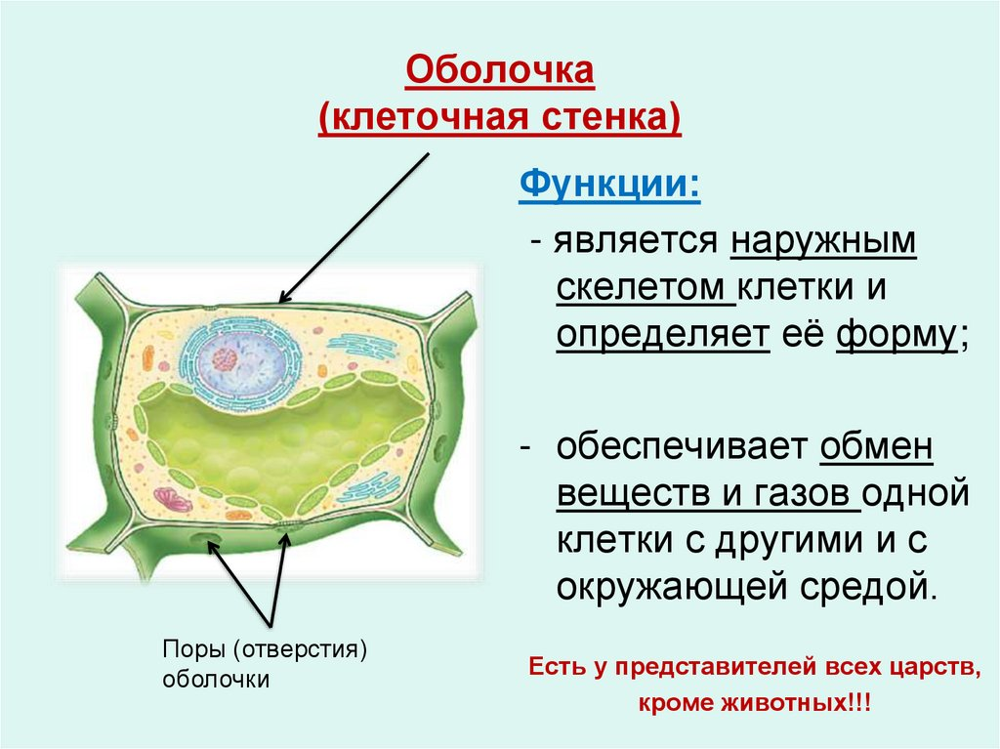 Оболочка
(клеточная стенка)
Функции:
- является наружным
скелетом клетки и
определяет её форму;
- обеспечивает обмен
веществ и газов одной
клетки с другими и с
окружающей средой.
Поры (отверстия)
оболочки
Есть у представителей всех царств,
кроме животных!!!